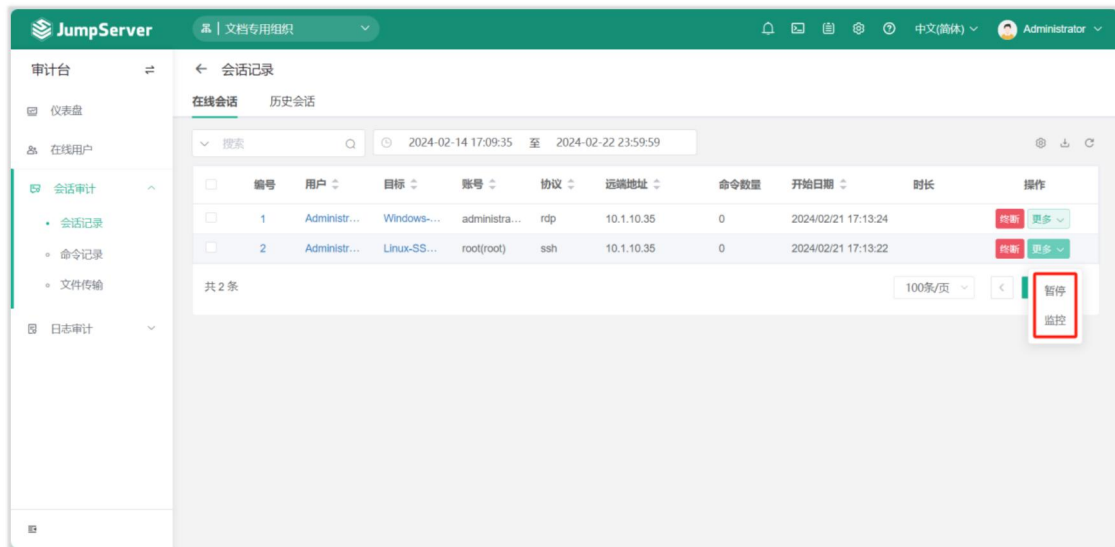 JumpServer
文档专用组织
中文(简体)
Administrator
审计台
会话记录
仪表盘
在线会话 历史会话
在线用户
搜索
2024-02-14 17:09:35 至 2024-02-22 23:59:59
会话审计
编号 用户 目标 账号 协议 远端地址 命令数量 开始日期 时长 操作
会话记录
1 Administr... Windows-... administra... rdp 10.1.10.35 0 2024/02/21 17:13:24 终断 更多
命令记录
2 Administr... Linux-SS... root(root) ssh 10.1.10.35 0 2024/02/21 17:13:22 终断 更多
文件传输
共 2 条
100条/页
暂停
日志审计
监控